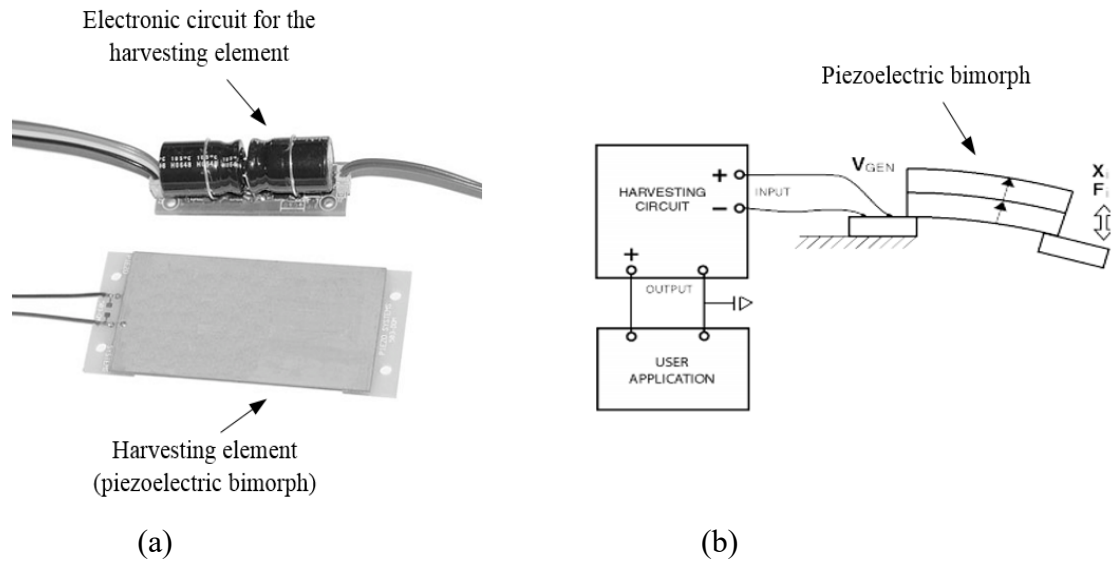 Electronic circuit for the
harvesting element
Harvesting element
(piezoelectric bimorph)
(a)
Piezoelectric bimorph
HARVESTING
CIRCUIT
+
−
INPUT
V GEN
X i
F i
+
OUTPUT
USER
APPLICATION
(b)